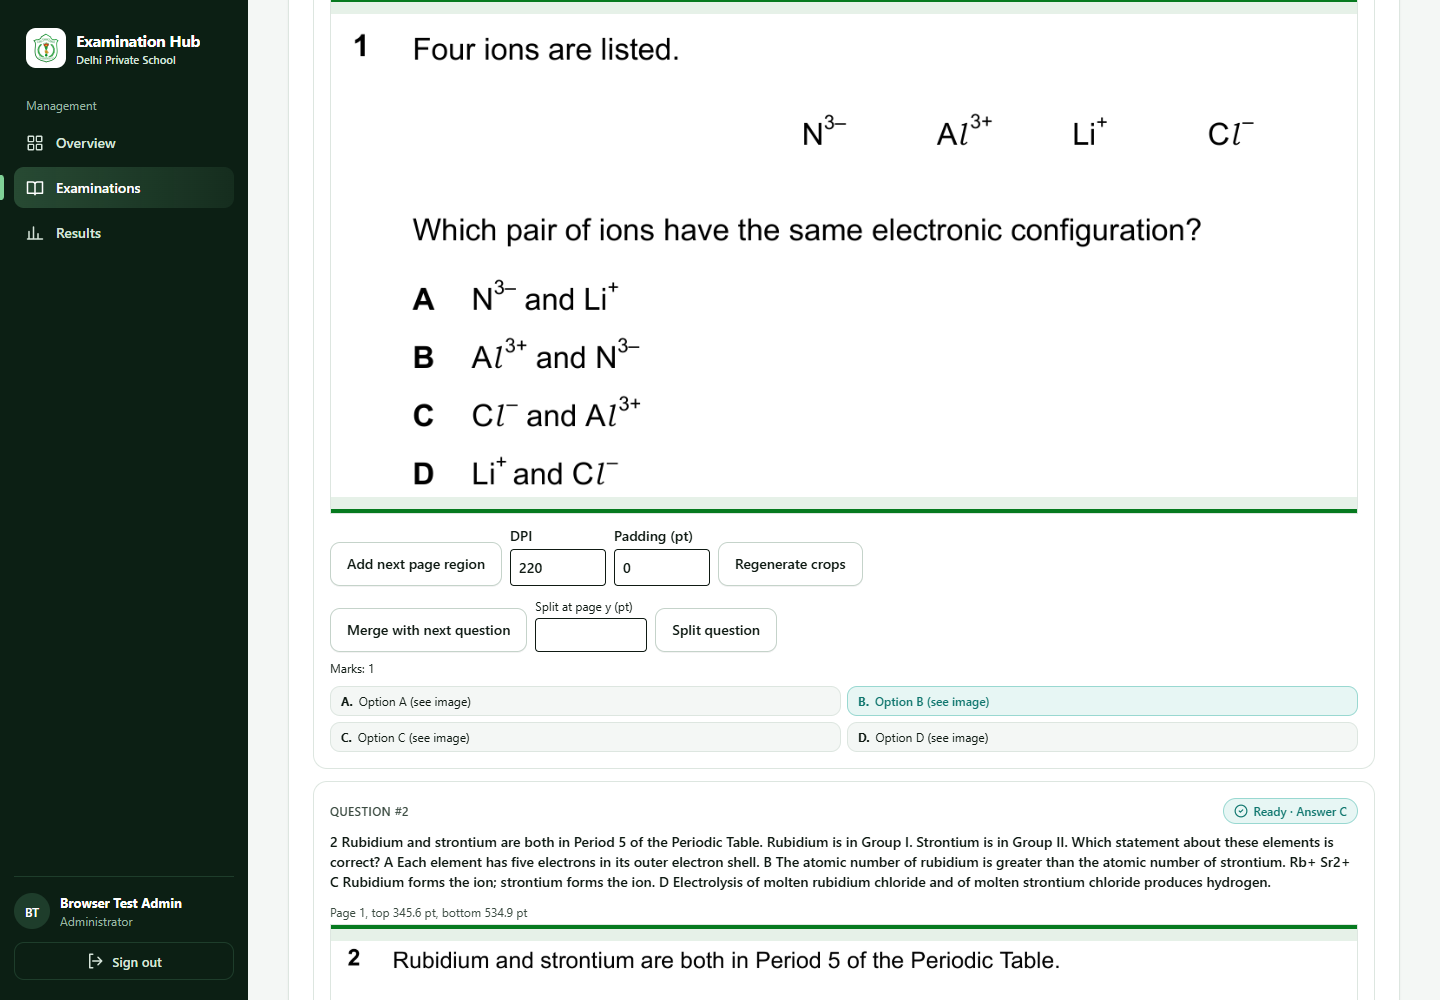 Examination Hub
Delhi Private School
Management
Overview
Examinations
Results
BT
Browser Test Admin
Administrator
Sign out
1 Four ions are listed.
N³⁻ Al³⁺ Li⁺ Cl⁻
Which pair of ions have the same electronic configuration?
A N³⁻ and Li⁺
B Al³⁺ and N³⁻
C Cl⁻ and Al³⁺
D Li⁺ and Cl⁻
Add next page region
DPI
220
Padding (pt)
0
Regenerate crops
Merge with next question
Split at page y (pt)
Split question
Marks: 1
A. Option A (see image)
B. Option B (see image)
C. Option C (see image)
D. Option D (see image)
QUESTION #2
Ready · Answer C
2 Rubidium and strontium are both in Period 5 of the Periodic Table. Rubidium is in Group I. Strontium is in Group II. Which statement about these elements is
correct? A Each element has five electrons in its outer electron shell. B The atomic number of rubidium is greater than the atomic number of strontium. Rb+ Sr2+
C Rubidium forms the ion; strontium forms the ion. D Electrolysis of molten rubidium chloride and of molten strontium chloride produces hydrogen.
Page 1, top 345.6 pt, bottom 534.9 pt
2 Rubidium and strontium are both in Period 5 of the Periodic Table.